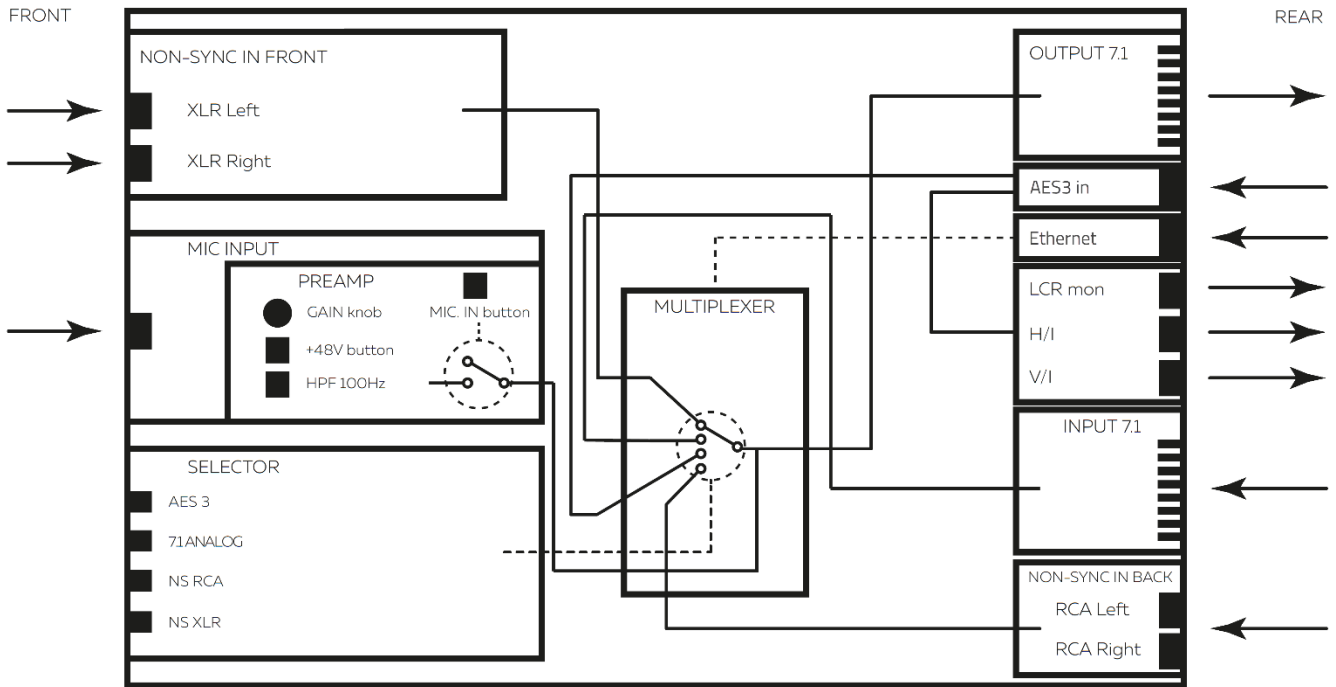 FRONT
REAR
NON-SYNC IN FRONT
XLR Left
XLR Right
MIC INPUT
PREAMP
GAIN knob
MIC. IN button
+48V button
HPF 100Hz
SELECTOR
AES 3
7.1 ANALOG
NS RCA
NS XLR
MULTIPLEXER
OUTPUT 7.1
AES3 in
Ethernet
LCR mon
H/I
V/I
INPUT 7.1
NON-SYNC IN BACK
RCA Left
RCA Right